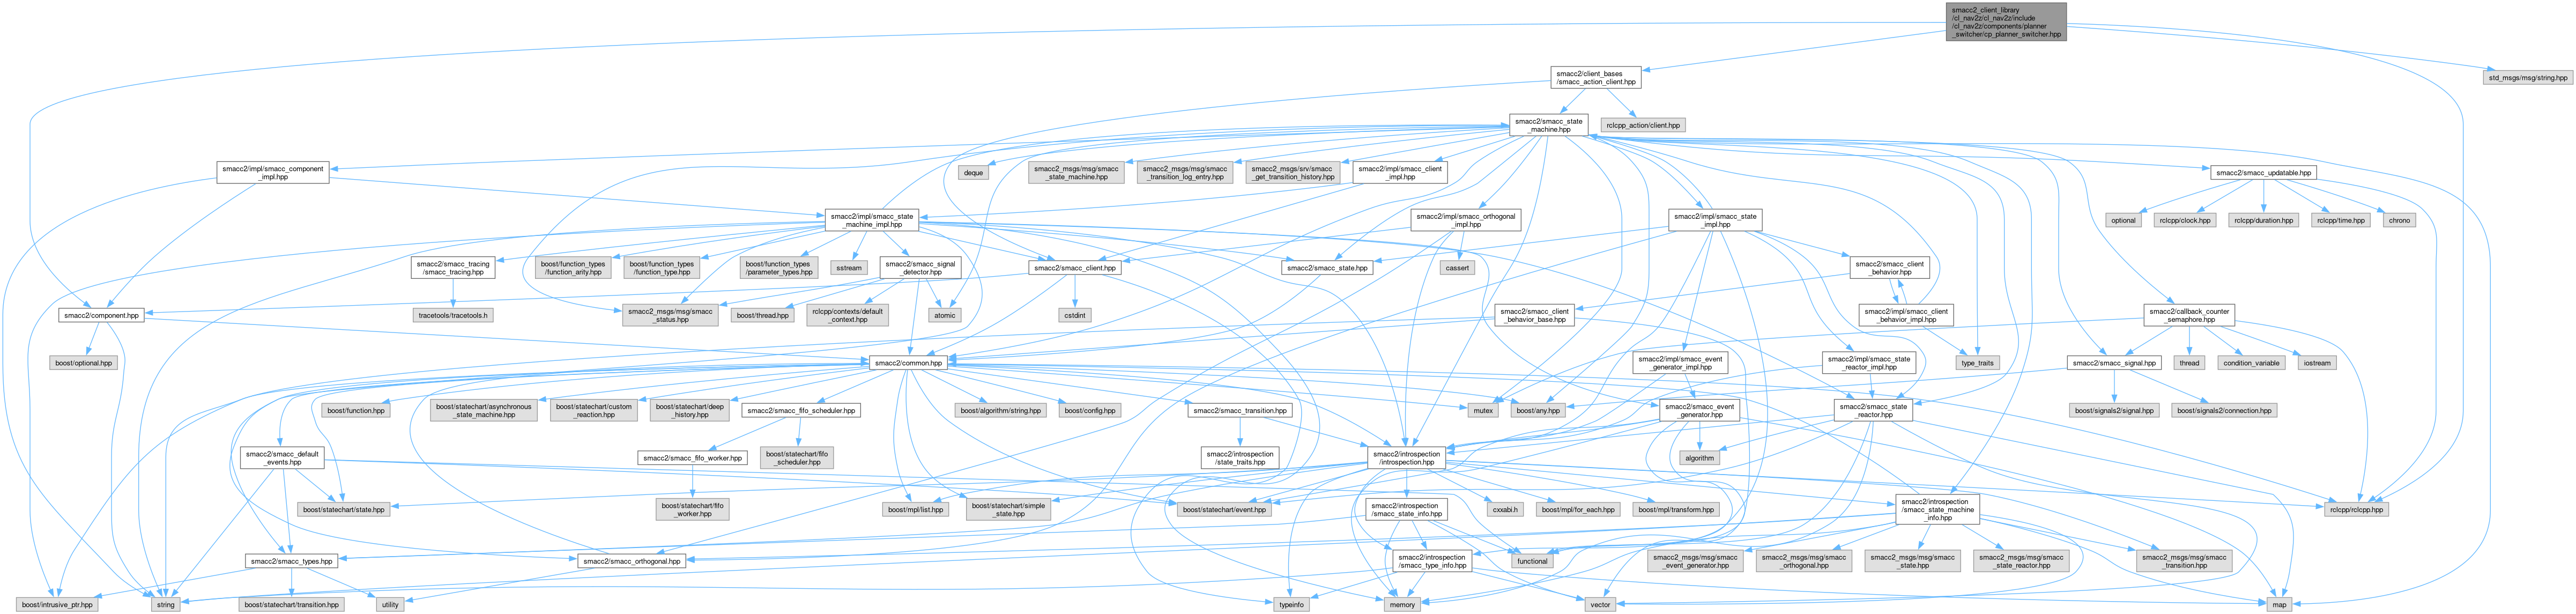 smacc2_client_library
/cl_nav2z/cl_nav2z/include
/cl_nav2z/components/planner
_switcher/cp_planner_switcher.hpp
smacc2/client_bases
/smacc_action_client.hpp
std_msgs/msg/string.hpp
smacc2/smacc_state
_machine.hpp
rclcpp_action/client.hpp
smacc2/impl/smacc_component
_impl.hpp
deque
smacc2_msgs/msg/smacc
_state_machine.hpp
smacc2_msgs/msg/smacc
_transition_log_entry.hpp
smacc2_msgs/srv/smacc
_get_transition_history.hpp
smacc2/impl/smacc_client
_impl.hpp
smacc2/smacc_updatable.hpp
smacc2/impl/smacc_state
_machine_impl.hpp
smacc2/impl/smacc_orthogonal
_impl.hpp
smacc2/impl/smacc_state
_impl.hpp
optional
rclcpp/clock.hpp
rclcpp/duration.hpp
rclcpp/time.hpp
chrono
smacc2/smacc_tracing
/smacc_tracing.hpp
boost/function_types
/function_arity.hpp
boost/function_types
/function_type.hpp
boost/function_types
/parameter_types.hpp
sstream
smacc2/smacc_signal
_detector.hpp
smacc2/smacc_client.hpp
cassert
smacc2/smacc_state.hpp
smacc2/smacc_client
_behavior.hpp
smacc2/component.hpp
tracetools/tracetools.h
smacc2_msgs/msg/smacc
_status.hpp
boost/thread.hpp
rclcpp/contexts/default
_context.hpp
atomic
cstdint
smacc2/smacc_client
_behavior_base.hpp
smacc2/impl/smacc_client
_behavior_impl.hpp
smacc2/callback_counter
_semaphore.hpp
boost/optional.hpp
smacc2/common.hpp
smacc2/impl/smacc_event
_generator_impl.hpp
smacc2/impl/smacc_state
_reactor_impl.hpp
type_traits
smacc2/smacc_signal.hpp
thread
condition_variable
iostream
boost/function.hpp
boost/statechart/asynchronous
_state_machine.hpp
boost/statechart/custom
_reaction.hpp
boost/statechart/deep
_history.hpp
smacc2/smacc_fifo_scheduler.hpp
boost/algorithm/string.hpp
boost/config.hpp
smacc2/smacc_transition.hpp
mutex
boost/any.hpp
smacc2/smacc_event
_generator.hpp
smacc2/smacc_state
_reactor.hpp
boost/signals2/signal.hpp
boost/signals2/connection.hpp
smacc2/smacc_default
_events.hpp
smacc2/smacc_fifo_worker.hpp
boost/statechart/fifo
_scheduler.hpp
smacc2/introspection
/state_traits.hpp
smacc2/introspection
/introspection.hpp
algorithm
boost/statechart/state.hpp
boost/statechart/fifo
_worker.hpp
boost/mpl/list.hpp
boost/statechart/simple
_state.hpp
boost/statechart/event.hpp
smacc2/introspection
/smacc_state_info.hpp
cxxabi.h
boost/mpl/for_each.hpp
boost/mpl/transform.hpp
smacc2/introspection
/smacc_state_machine
_info.hpp
rclcpp/rclcpp.hpp
smacc2/smacc_types.hpp
smacc2/smacc_orthogonal.hpp
smacc2/introspection
/smacc_type_info.hpp
functional
smacc2_msgs/msg/smacc
_event_generator.hpp
smacc2_msgs/msg/smacc
_orthogonal.hpp
smacc2_msgs/msg/smacc
_state.hpp
smacc2_msgs/msg/smacc
_state_reactor.hpp
smacc2_msgs/msg/smacc
_transition.hpp
boost/intrusive_ptr.hpp
string
boost/statechart/transition.hpp
utility
typeinfo
memory
vector
map